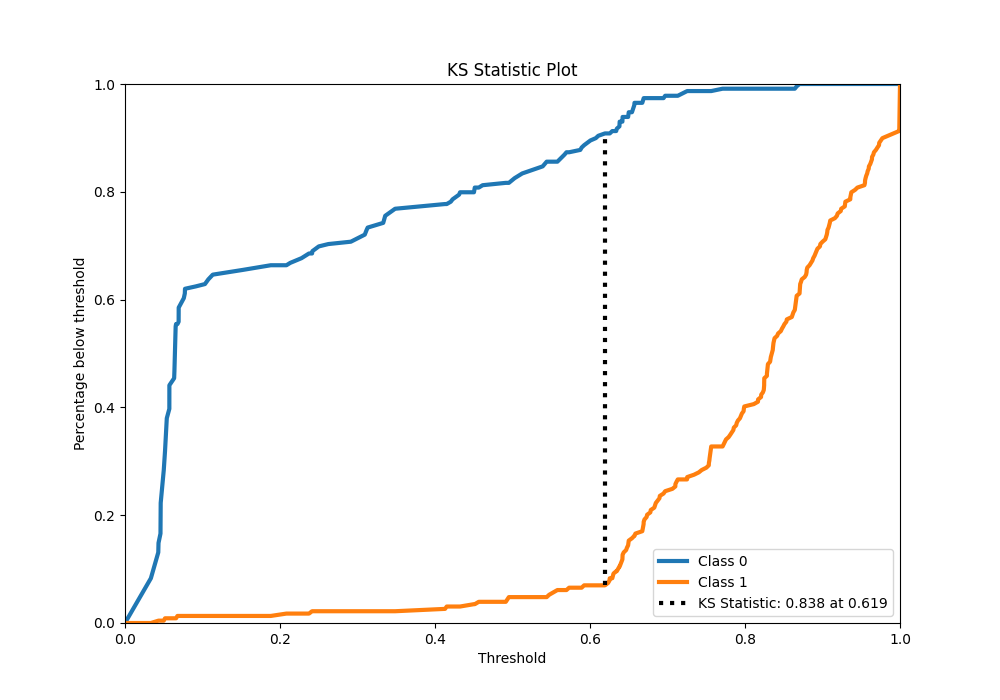 KS Statistic Plot
Percentage below threshold
1.0
0.8
0.6
0.4
0.2
0.0
0.0 0.2 0.4 0.6 0.8 1.0
Threshold
Class 0
Class 1
KS Statistic: 0.838 at 0.619